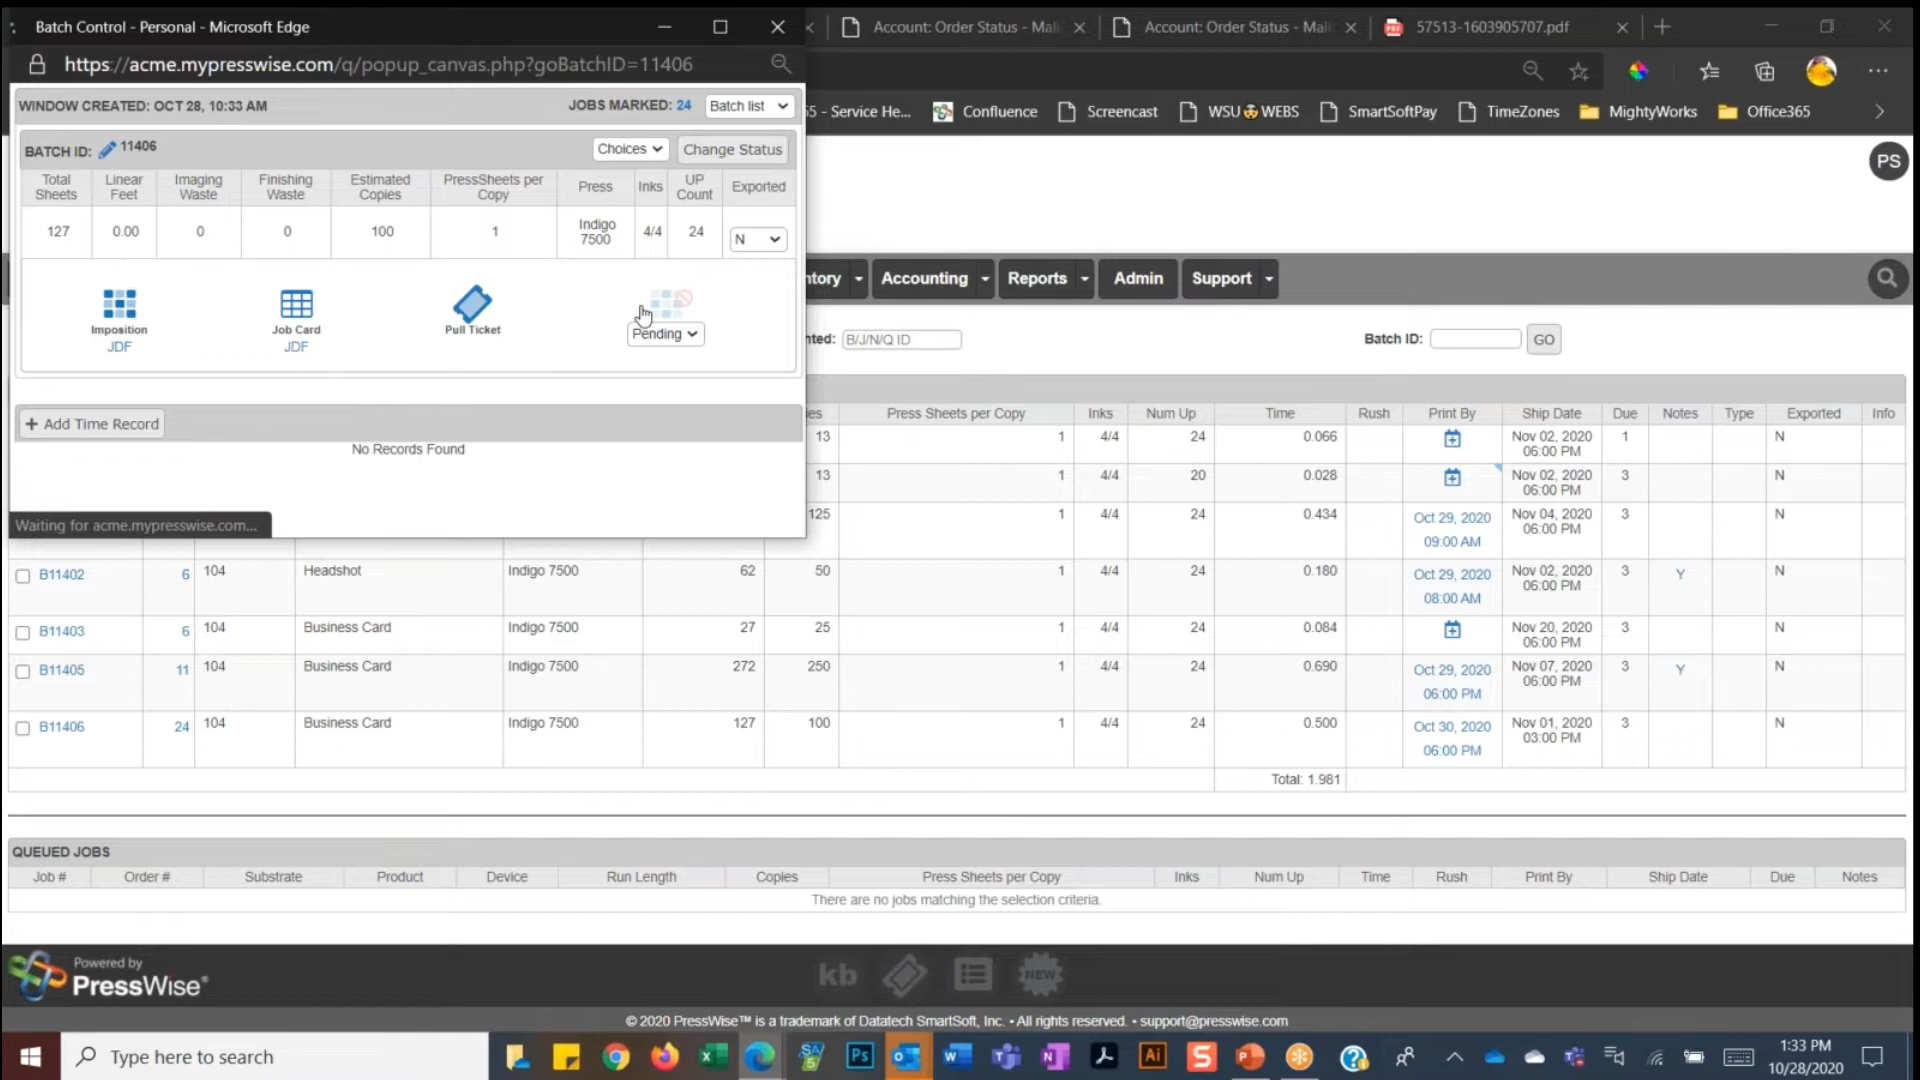 Batch Control - Personal - Microsoft Edge
https://acme.mypresswise.com/q/popup_canvas.php?goBatchID=11406
Account: Order Status - Mali
Account: Order Status - Mali
57513-1603905707.pdf
5 - Service He...
Confluence
Screencast
WSU WEBS
SmartSoftPay
TimeZones
MightyWorks
Office365
WINDOW CREATED: OCT 28, 10:33 AM
JOBS MARKED: 24
Batch list
BATCH ID: 11406
Choices
Change Status
Total Sheets Linear Feet Imaging Waste Finishing Waste Estimated Copies PressSheets per Copy Press Inks UP Count Exported
127 0.00 0 0 100 1 Indigo 7500 4/4 24 N
Imposition
JDF
Job Card
JDF
Pull Ticket
Pending
+ Add Time Record
No Records Found
Waiting for acme.mypresswise.com...
PS
ntory Accounting Reports Admin Support
nted: B/J/N/Q ID
Batch ID: GO
ies Press Sheets per Copy Inks Num Up Time Rush Print By Ship Date Due Notes Type Exported Info
13 1 4/4 24 0.066 Nov 02, 2020 06:00 PM 1 N
13 1 4/4 20 0.028 Nov 02, 2020 06:00 PM 3 N
125 1 4/4 24 0.434 Oct 29, 2020 09:00 AM Nov 04, 2020 06:00 PM 3 N
B11402 6 104 Headshot Indigo 7500 62 50 1 4/4 24 0.180 Oct 29, 2020 08:00 AM Nov 02, 2020 06:00 PM 3 Y N
B11403 6 104 Business Card Indigo 7500 27 25 1 4/4 24 0.084 Nov 20, 2020 06:00 PM 3 N
B11405 11 104 Business Card Indigo 7500 272 250 1 4/4 24 0.690 Oct 29, 2020 06:00 PM Nov 07, 2020 06:00 PM 3 Y N
B11406 24 104 Business Card Indigo 7500 127 100 1 4/4 24 0.500 Oct 30, 2020 06:00 PM Nov 01, 2020 03:00 PM 3 N
Total: 1.981
QUEUED JOBS
Job # Order # Substrate Product Device Run Length Copies Press Sheets per Copy Inks Num Up Time Rush Print By Ship Date Due Notes
There are no jobs matching the selection criteria.
Powered by
PressWise®
kb
NEW
© 2020 PressWise™ is a trademark of Datatech SmartSoft, Inc. • All rights reserved. • support@presswise.com
Type here to search
1:33 PM
10/28/2020